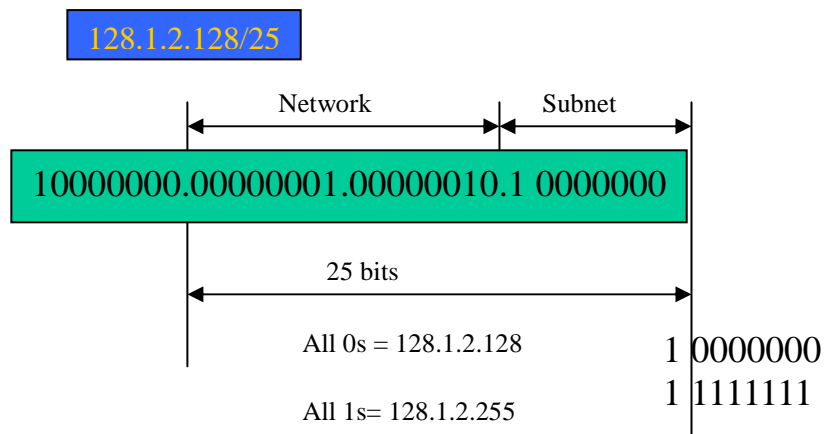 128.1.2.128/25
Network
Subnet
10000000.00000001.00000010.1 0000000
25 bits
All 0s = 128.1.2.128
1 0000000
1 1111111
All 1s= 128.1.2.255